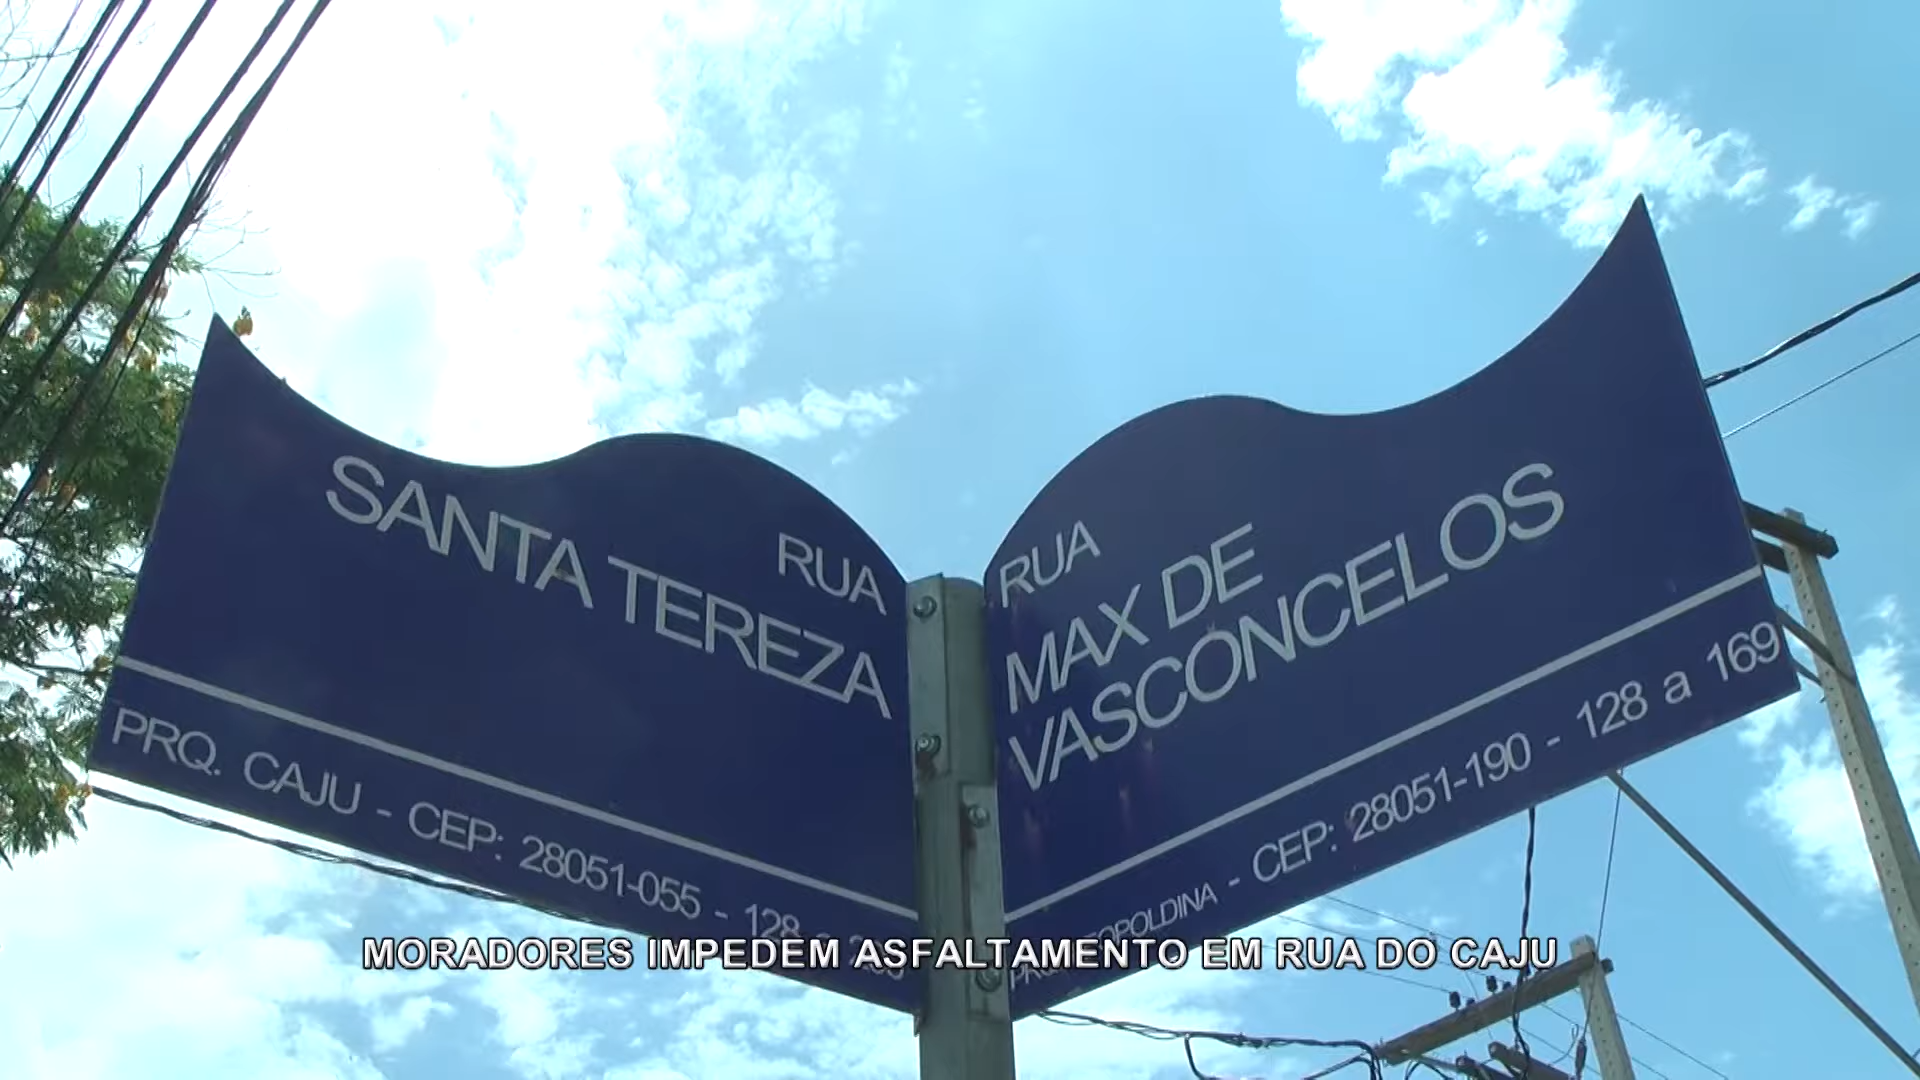 RUA
SANTA TEREZA
PRQ. CAJU - CEP: 28051-055 - 128 a
RUA
MAX DE
VASCONCELOS
PRQ. LEOPOLDINA - CEP: 28051-190 - 128 a 169
MORADORES IMPEDEM ASFALTAMENTO EM RUA DO CAJU